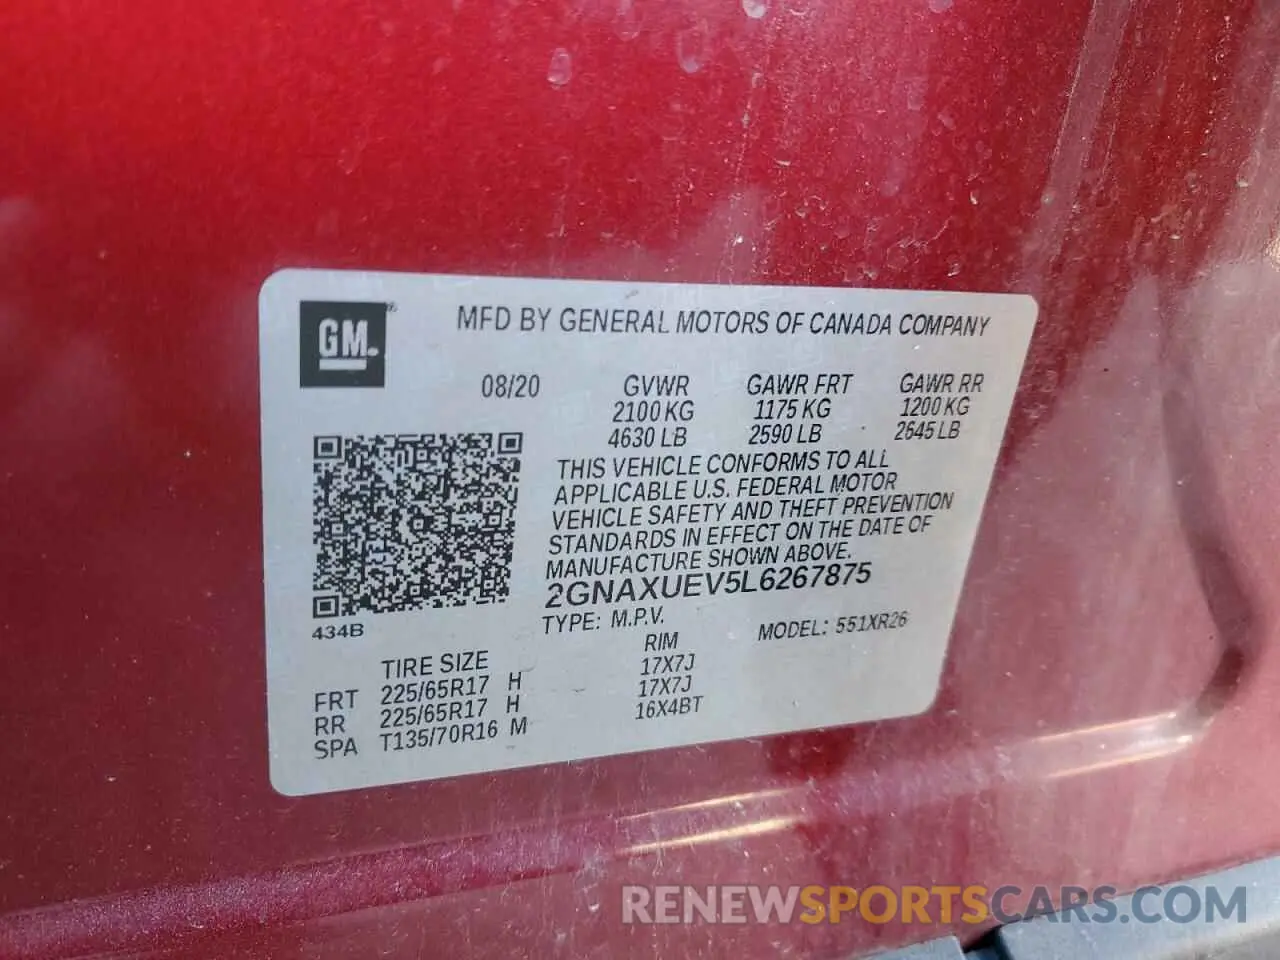 GM
MFD BY GENERAL MOTORS OF CANADA COMPANY
08/20 GVWR GAWR FRT GAWR RR
2100 KG 1175 KG 1200 KG
4630 LB 2590 LB 2645 LB
THIS VEHICLE CONFORMS TO ALL
APPLICABLE U.S. FEDERAL MOTOR
VEHICLE SAFETY AND THEFT PREVENTION
STANDARDS IN EFFECT ON THE DATE OF
MANUFACTURE SHOWN ABOVE.
2GNAXUEV5L6267875
434B
TYPE: M.P.V. MODEL: 551XR26
TIRE SIZE RIM
FRT 225/65R17 H 17X7J
RR 225/65R17 H 17X7J
SPA T135/70R16 M 16X4BT
RENEWSPORTSCARS.COM